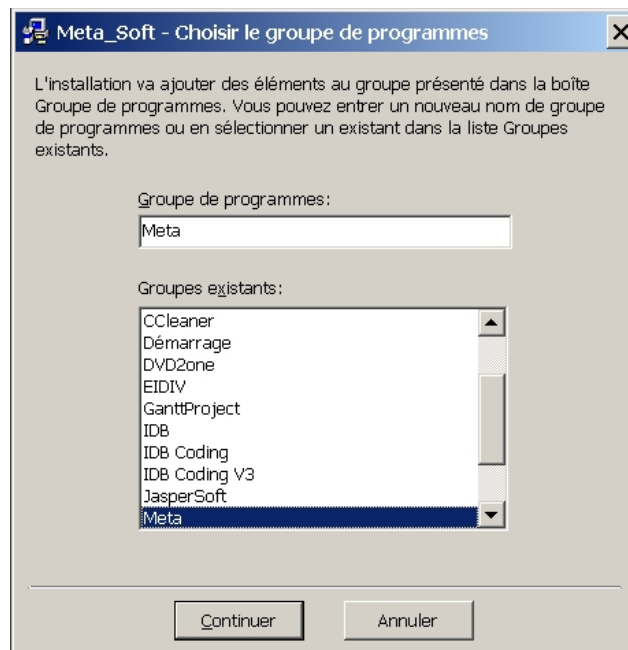 Meta_Soft - Choisir le groupe de programmes
L'installation va ajouter des éléments au groupe présenté dans la boîte
Groupe de programmes. Vous pouvez entrer un nouveau nom de groupe
de programmes ou en sélectionner un existant dans la liste Groupes
existants.
Groupe de programmes:
Meta
Groupes existants:
CCleaner
Démarrage
DVD2one
EIDIV
GanttProject
IDB
IDB Coding
IDB Coding V3
JasperSoft
Meta
Continuer
Annuler